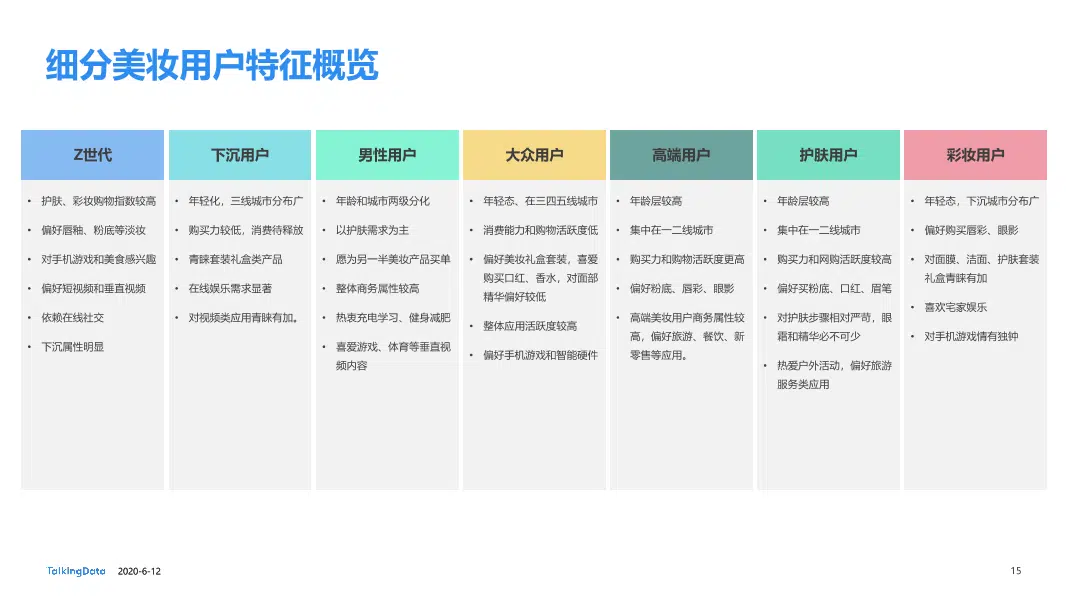 细分美妆用户特征概览
Z世代
• 护肤、彩妆购物指数较高
• 偏好唇釉、粉底等淡妆
• 对手机游戏和美食感兴趣
• 偏好短视频和垂直视频
• 依赖在线社交
• 下沉属性明显
下沉用户
• 年轻化，三线城市分布广
• 购买力较低，消费待释放
• 青睐套装礼盒类产品
• 在线娱乐需求显著
• 对视频类应用青睐有加。
男性用户
• 年龄和城市两级分化
• 以护肤需求为主
• 愿为另一半美妆产品买单
• 整体商务属性较高
• 热衷充电学习、健身减肥
• 喜爱游戏、体育等垂直视
频内容
大众用户
• 年轻态、在三四五线城市
• 消费能力和购物活跃度低
• 偏好美妆礼盒套装，喜爱
购买口红、香水，对面部
精华偏好较低
• 整体应用活跃度较高
• 偏好手机游戏和智能硬件
高端用户
• 年龄层较高
• 集中在一二线城市
• 购买力和购物活跃度更高
• 偏好粉底、唇彩、眼影
• 高端美妆用户商务属性较
高，偏好旅游、餐饮、新
零售等应用。
护肤用户
• 年龄层较高
• 集中在一二线城市
• 购买力和网购活跃度较高
• 偏好买粉底、口红、眉笔
• 对护肤步骤相对严苛，眼
霜和精华必不可少
• 热爱户外活动，偏好旅游
服务类应用
彩妆用户
• 年轻态，下沉城市分布广
• 偏好购买唇彩、眼影
• 对面膜、洁面、护肤套装
礼盒青睐有加
• 喜欢宅家娱乐
• 对手机游戏情有独钟
TalkingData 2020-6-12
15